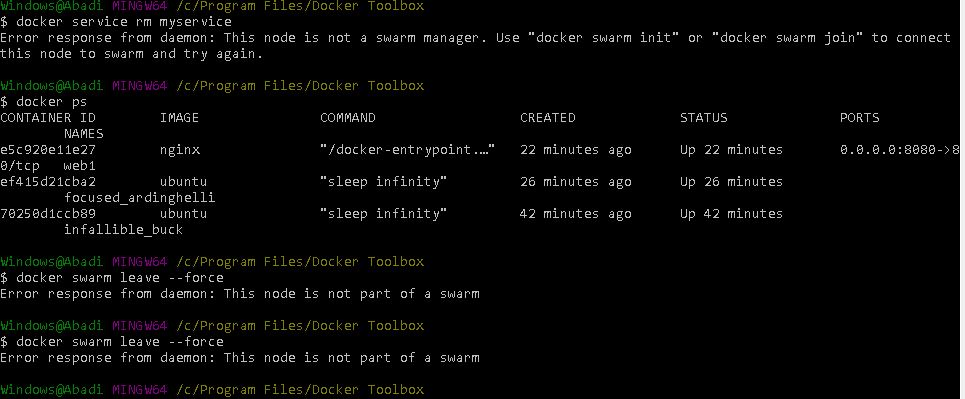 Windows@Abadi MINGW64 /c/Program Files/Docker Toolbox
$ docker service rm myservice
Error response from daemon: This node is not a swarm manager. Use "docker swarm init" or "docker swarm join" to connect
this node to swarm and try again.
Windows@Abadi MINGW64 /c/Program Files/Docker Toolbox
$ docker ps
CONTAINER ID        IMAGE               COMMAND                  CREATED             STATUS              PORTS
        NAMES
e5c920e11e27        nginx               "/docker-entrypoint.…"   22 minutes ago      Up 22 minutes       0.0.0.0:8080->8
0/tcp   web1
ef415d21cba2        ubuntu              "sleep infinity"         26 minutes ago      Up 26 minutes
        focused_ardinghelli
70250d1ccb89        ubuntu              "sleep infinity"         42 minutes ago      Up 42 minutes
        infallible_buck
Windows@Abadi MINGW64 /c/Program Files/Docker Toolbox
$ docker swarm leave --force
Error response from daemon: This node is not part of a swarm
Windows@Abadi MINGW64 /c/Program Files/Docker Toolbox
$ docker swarm leave --force
Error response from daemon: This node is not part of a swarm
Windows@Abadi MINGW64 /c/Program Files/Docker Toolbox